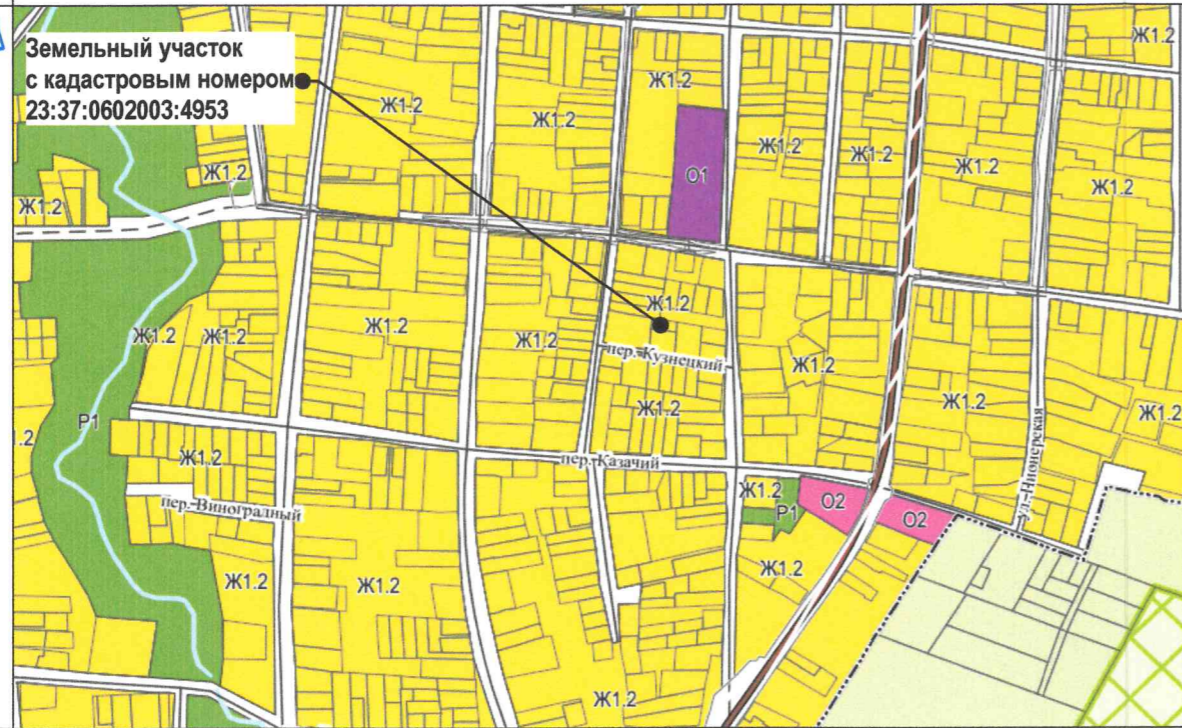 Земельный участок
с кадастровым номером
23:37:0602003:4953
Ж1.2
Ж1.2
Ж1.2
Ж1.2
О1
Ж1.2
Ж1.2
Ж1.2
Ж1.2
Ж1.2
Ж1.2
Ж1.2
Ж1.2
Ж1.2
Ж1.2
Ж1.2
пер. Кузнецкий
Ж1.2
Ж1.2
Ж1.2
Ж1.2
Р1
Ж1.2
пер. Казачий
ул. Пионерская
пер. Виноградный
Ж1.2
Р1
О2
О2
Ж1.2
Ж1.2
Ж1.2
Ж1.2